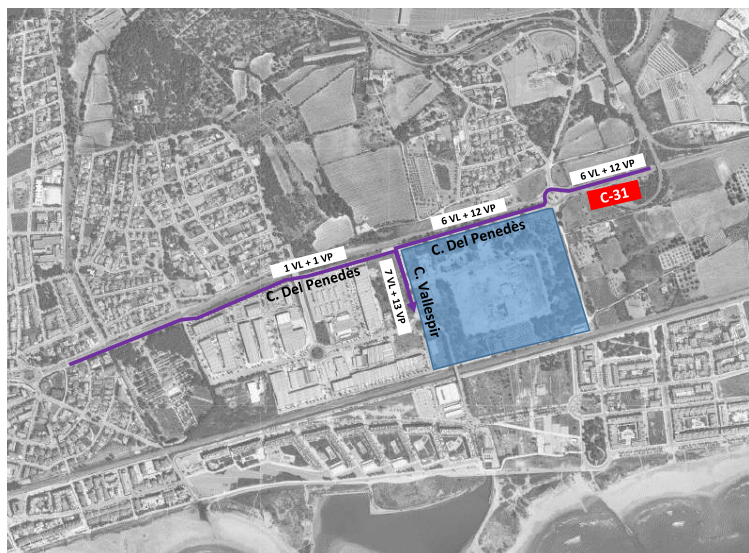 6 VL + 12 VP
C-31
6 VL + 12 VP
C. Del Penedès
1 VL + 1 VP
C. Del Penedès
7 VL + 13 VP
C. Vallespir